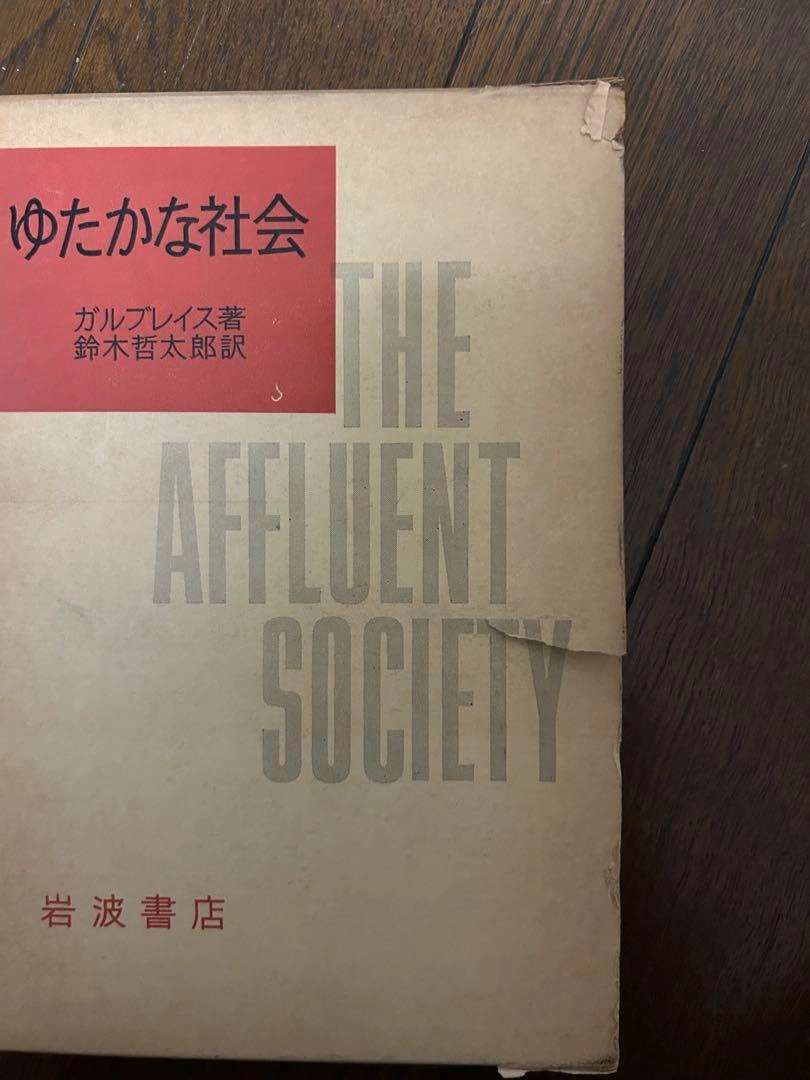 ゆたかな社会
ガルブレイス著
鈴木哲太郎訳
THE
AFFLUENT
SOCIETY
岩波書店